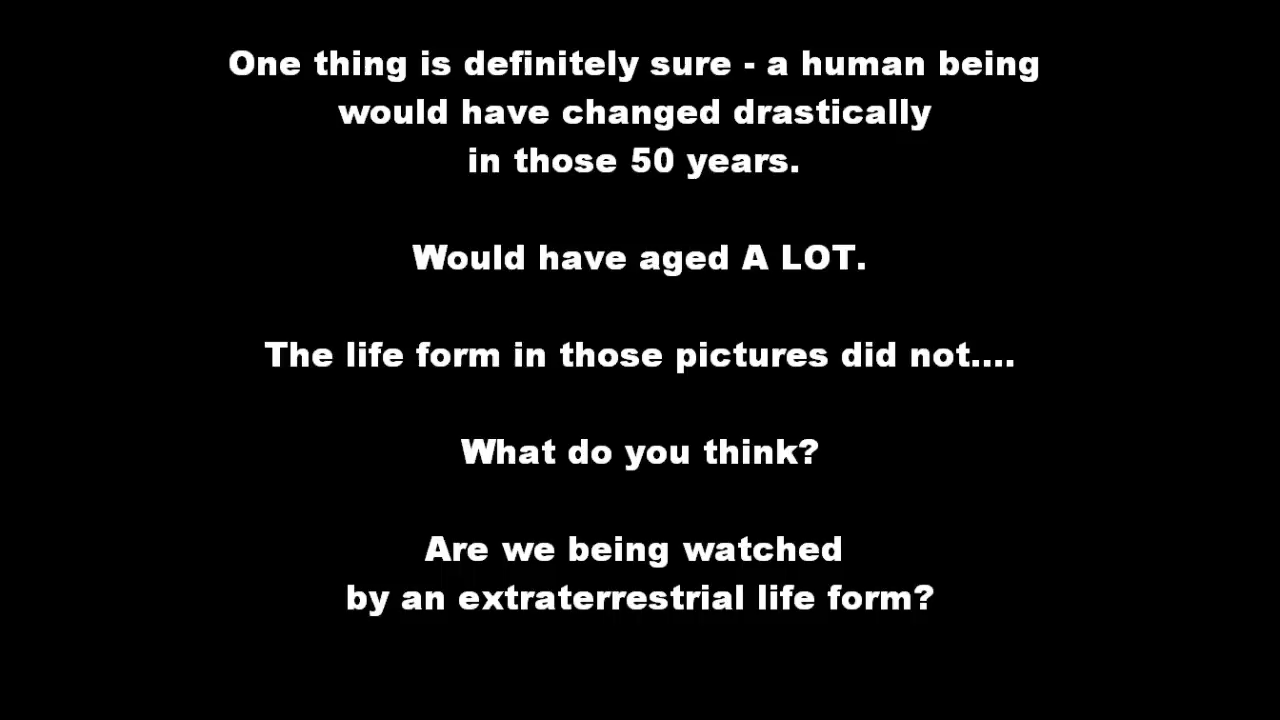 One thing is definitely sure - a human being
would have changed drastically
in those 50 years.
Would have aged A LOT.
The life form in those pictures did not....
What do you think?
Are we being watched
by an extraterrestrial life form?